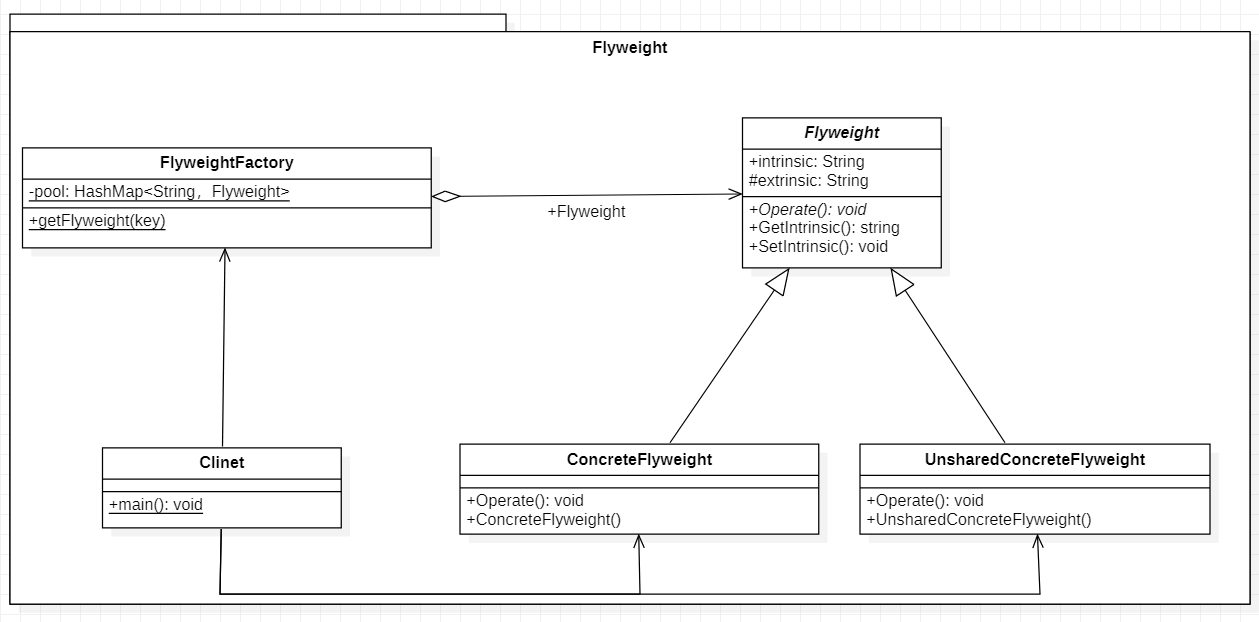 Flyweight
FlyweightFactory
-pool: HashMap<String, Flyweight>
+getFlyweight(key)
+Flyweight
Flyweight
+intrinsic: String
#extrinsic: String
+Operate(): void
+GetIntrinsic(): string
+SetIntrinsic(): void
Clinet
+main(): void
ConcreteFlyweight
+Operate(): void
+ConcreteFlyweight()
UnsharedConcreteFlyweight
+Operate(): void
+UnsharedConcreteFlyweight()